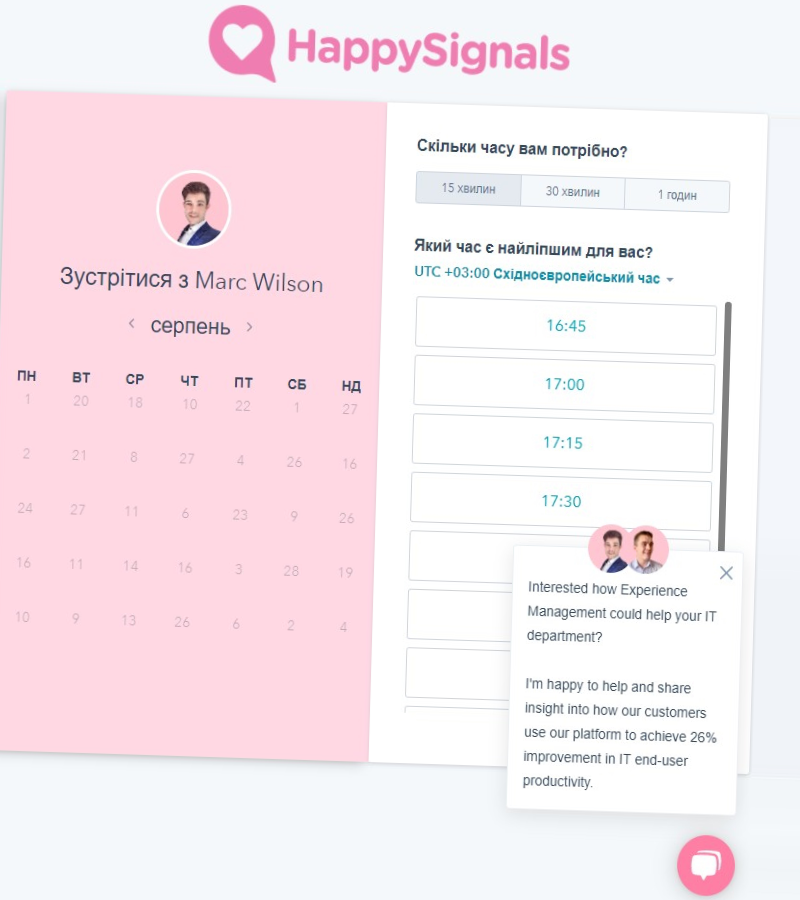 HappySignals
Зустрітися з Marc Wilson
серпень
ПН ВТ СР ЧТ ПТ СБ НД
1 20 18 10 22 1 27
2 21 8 27 4 26 16
24 27 11 6 23 9 26
16 11 14 16 3 28 19
10 9 13 26 6 2 4
Скільки часу вам потрібно?
15 хвилин 30 хвилин 1 годин
Який час є найліпшим для вас?
UTC +03:00 Східноєвропейський час
16:45
17:00
17:15
17:30
Interested how Experience
Management could help your IT
department?
I'm happy to help and share
insight into how our customers
use our platform to achieve 26%
improvement in IT end-user
productivity.